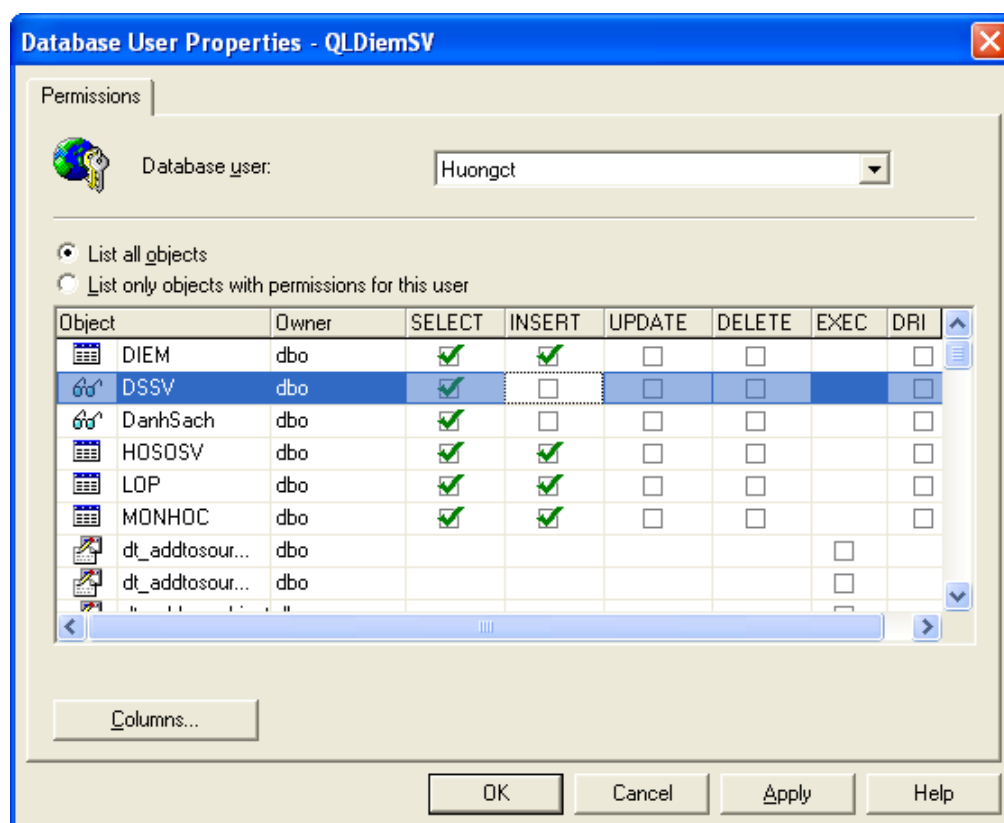 Database User Properties - QLDiemSV
Permissions
Database user: Huongct
List all objects
List only objects with permissions for this user
Object Owner SELECT INSERT UPDATE DELETE EXEC DRI
DIEM dbo
DSSV dbo
DanhSach dbo
HOSOSV dbo
LOP dbo
MONHOC dbo
dt_addtosour... dbo
dt_addtosour... dbo
Columns...
OK Cancel Apply Help